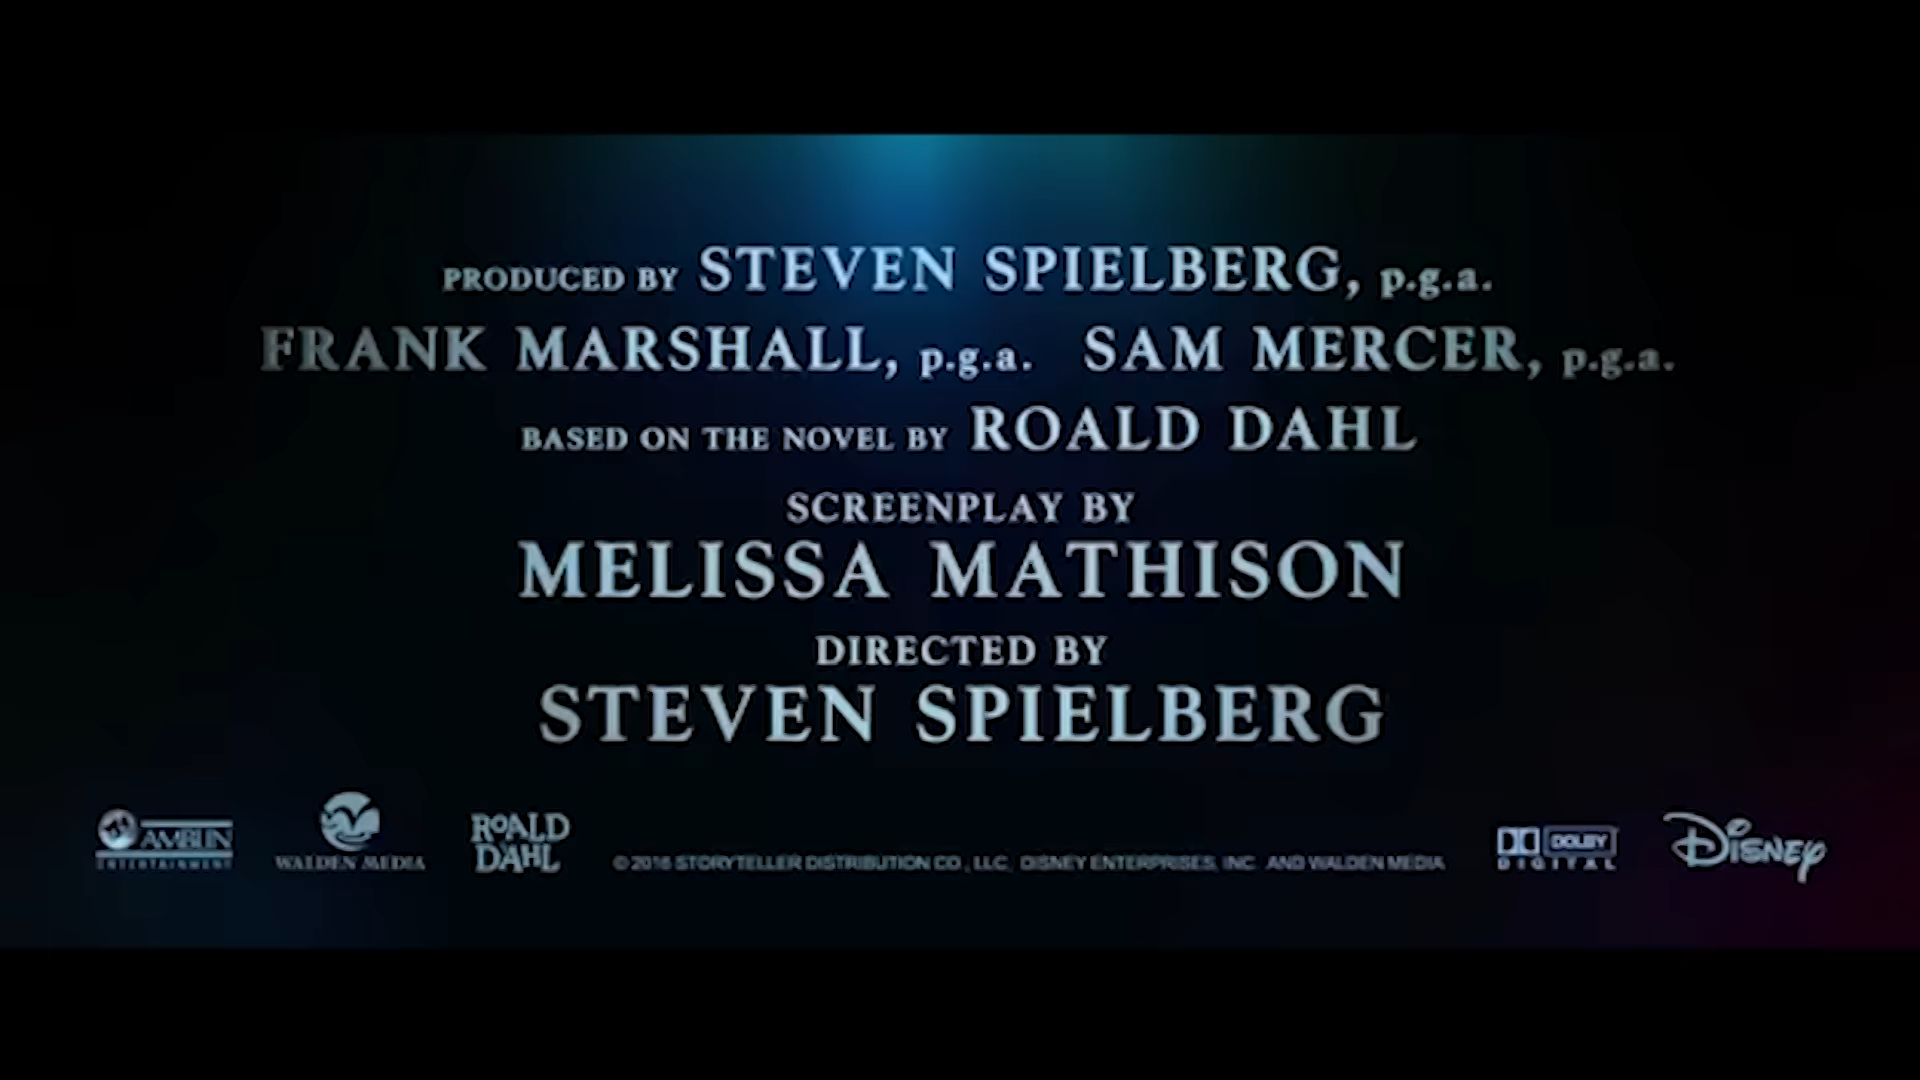 PRODUCED BY STEVEN SPIELBERG, p.g.a.
FRANK MARSHALL, p.g.a. SAM MERCER, p.g.a.
BASED ON THE NOVEL BY ROALD DAHL
SCREENPLAY BY
MELISSA MATHISON
DIRECTED BY
STEVEN SPIELBERG
AMBLIN
ENTERTAINMENT
WALDEN MEDIA
ROALD
DAHL
© 2016 STORYTELLER DISTRIBUTION CO., LLC, DISNEY ENTERPRISES, INC. AND WALDEN MEDIA
DOLBY
DIGITAL
Disney